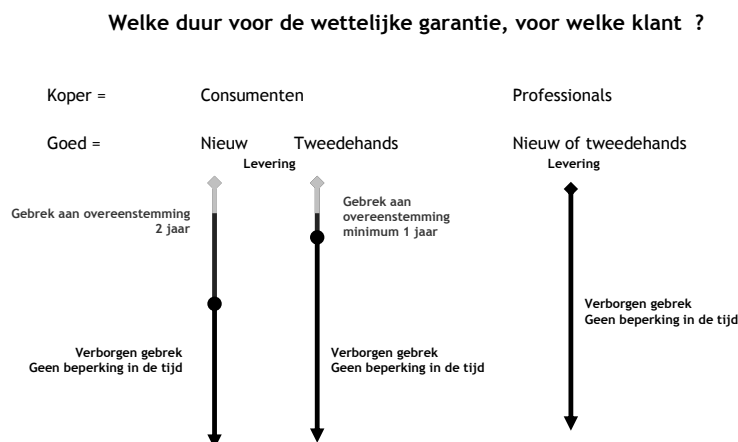 Welke duur voor de wettelijke garantie, voor welke klant ?
Koper = Consumenten Professionals
Goed = Nieuw Tweedehands Nieuw of tweedehands
Levering Levering
Gebrek aan overeenstemming
2 jaar
Gebrek aan
overeenstemming
minimum 1 jaar
Verborgen gebrek
Geen beperking in de tijd
Verborgen gebrek
Geen beperking in de tijd
Verborgen gebrek
Geen beperking in de tijd